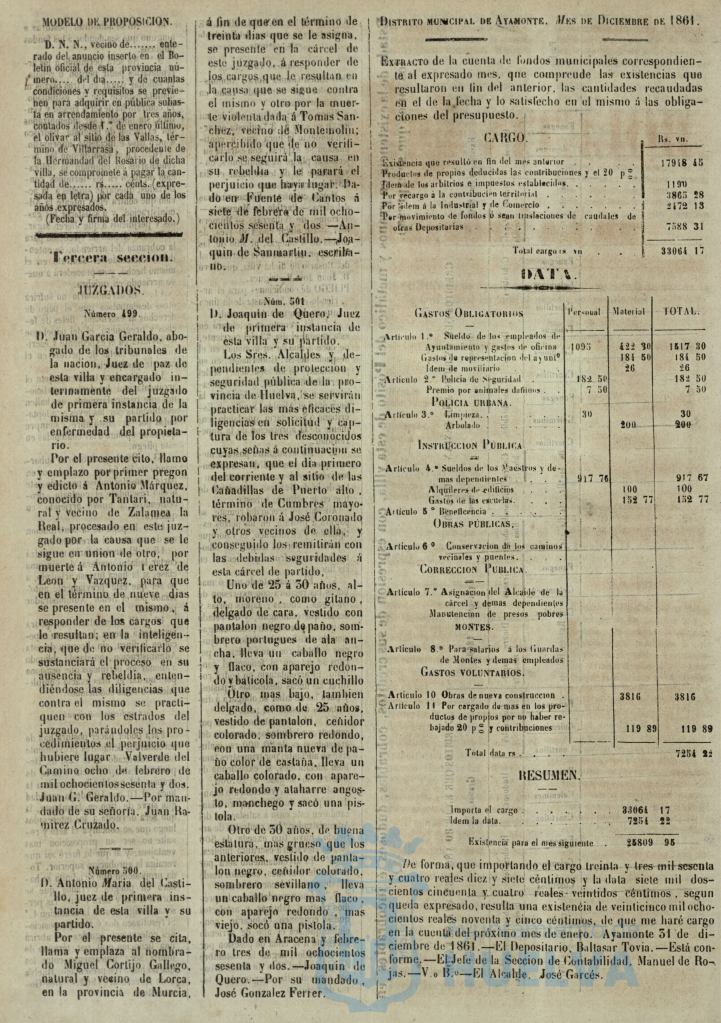 MODELO DE PROPOSICION.
D. N. N., vecino de....... ente-
rado del anuncio inserto en el Bo-
letin oficial de esta provincia nú-
mero.... del dia..... y de cuantas
condiciones y requisitos se previe-
nen para adquirir en pública subas-
ta en arrendamiento por tres años,
contados desde 1.° de enero último,
el olivar al sitio de las Vallas, tér-
mino de Villarrasa, procedente de
la Hermandad del Rosario de dicha
villa, se compromete á pagar la can-
tidad de...... rs..... cénts. (expre-
sada en letra) por cada uno de los
años expresados.
(Fecha y firma del interesado.)
Tercera seccion.
JUZGADOS.
Número 499.
D. Juan Garcia Geraldo, abo-
gado de los tribunales de
la nacion, Juez de paz de
esta villa y encargado in-
terinamente del juzgado
de primera instancia de la
misma y su partido por
enfermedad del propieta-
rio.
Por el presente cito, llamo
y emplazo por primer pregon
y edicto á Antonio Márquez,
conocido por Tantari, natu-
ral y vecino de Zalamea la
Real, procesado en este juz-
gado por la causa que se le
sigue en union de otro, por
muerte á Antonio Perez de
Leon y Vazquez, para que
en el término de nueve dias
se presente en el mismo, á
responder de los cargos que
le resultan; en la inteligen-
cia, que de no verificarlo se
sustanciará el proceso en su
ausencia y rebeldia, enten-
diéndose las diligencias que
contra el mismo se practi-
quen con los estrados del
juzgado, parándoles los pro-
cedimientos el perjuicio que
hubiere lugar Valverde del
Camino ocho de febrero de
mil ochocientos sesenta y dos.
Juan G. Geraldo.—Por man-
dado de su señoría, Juan Ra-
mirez Cruzado.
Número 500.
D. Antonio Maria del Casti-
llo, juez de primera ins-
tancia de esta villa y su
partido.
Por el presente se cita,
llama y emplaza al nombra-
do Miguel Cortijo Gallego,
natural y vecino de Lorca,
en la provincia de Murcia,
á fin de que en el término de
treinta dias que se le asigna,
se presente en la cárcel de
este juzgado, á responder de
los cargos que le resultan en
la causa que se sigue contra
el mismo y otro por la muer-
te violenta dada á Tomas San-
chez, vecino de Montemolin;
apercibido que de no verifi-
carlo se seguirá la causa en
su rebeldia y le parará el
perjuicio que haya lugar. Da-
do en Fuente de Cantos á
siete de febrero de mil ocho-
cientos sesenta y dos—An-
tonio M. del Castillo.—Joa-
quin de Sanmartin, escriba-
no.
Núm. 501
D. Joaquin de Quero, Juez
de primera instancia de
esta villa y su partido.
Los Sres. Alcaldes y de-
pendientes de proteccion y
seguridad pública de la pro-
vincia de Huelva, se servirán
practicar las mas eficaces di-
ligencias en solicitud y cap-
tura de los tres desconocidos
cuyas señas á continuacion se
expresan, que el dia primero
del corriente y al sitio de las
Cañadillas de Puerto alto,
término de Cumbres mayo-
res, robaron á José Coronado
y otros vecinos de ella, y
conseguido los remitirán con
las debidas seguridades á
esta cárcel de partido.
Uno de 25 á 30 años, al-
to, moreno, como gitano,
delgado de cara, vestido con
pantalon negro de paño, som-
brero portugues de ala an-
cha, lleva un caballo negro
y flaco, con aparejo redon-
do y baticola, sacó un cuchillo
Otro mas bajo, tambien
delgado, como de 25 años,
vestido de pantalon, ceñidor
colorado, sombrero redondo,
con una manta nueva de pa-
ño color de castaña, lleva un
caballo colorado, con apare-
jo redondo y ataharre angos-
to, manchego y sacó una pis-
tola.
Otro de 30 años, de buena
estatura, mas grueso que los
anteriores, vestido de panta-
lon negro, ceñidor colorado,
sombrero sevillano, lleva
un caballo negro mas flaco,
con aparejo redondo, mas
viejo, socó una pistola.
Dado en Aracena y febre-
ro tres de mil ochocientos
sesenta y dos.—Joaquin de
Quero.—Por su mandado,
José Gonzalez Ferrer.
DISTRITO MUNICIPAL DE AYAMONTE. MES DE DICIEMBRE DE 1861.
EXTRACTO de la cuenta de fondos municipales correspondien-
te al expresado mes, que comprende las existencias que
resultaron en fin del anterior, las cantidades recaudadas
en el de la fecha y lo satisfecho en el mismo á las obliga-
ciones del presupuesto.
CARGO. Rs. vn.
Existencia que resultó en fin del mes anterior 17948 45
Productos de propios deducidas las contribuciones y el 20 p%
Idem de los arbitrios e impuestos establecidos. 1190
Por recargo á la contribucion territorial 3865 28
Por idem á la Industrial y de Comercio 2472 13
Por movimiento de fondos ó sean traslaciones de caudales de
otras Depositarías 7588 31
Total cargo rs vn 33064 17
DATA.
GASTOS OBLIGATORIOS Personal Material TOTAL.
Artículo 1.° Sueldo de los empleados de
Ayuntamiento y gastos de oficina 1095 422 30 1517 30
Gastos de representacion del ayunt° 184 50 184 50
Idem de moviliario 26 26
Artículo 2.° Policía de Seguridad 182 50 182 50
Premio por animales dañinos 7 50 7 50
POLICIA URBANA.
Artículo 3.° Limpieza. 30 30
Arbolado 200 200
INSTRUCCION PÚBLICA
Artículo 4.° Sueldos de los Maestros y de-
mas dependientes 917 76 917 67
Alquileres de edificios 100 100
Gastos de las escuelas. 152 77 152 77
Artículo 5° Beneficencia
OBRAS PÚBLICAS.
Artículo 6° Conservacion de los caminos
vecinales y puentes.
CORRECCION PUBLICA.
Artículo 7.° Asignacion del Alcaide de la
cárcel y demas dependientes
Manutencion de presos pobres
MONTES.
Artículo 8.° Para salarios á los Guardas
de Montes y demas empleados
GASTOS VOLUNTARIOS.
Artículo 10 Obras de nueva construccion 3816 3816
Artículo 11 Por cargado de mas en los pro-
ductos de propios por no haber re-
bajado 20 p% y contribuciones 119 89 119 89
Total data rs 7254 22
RESUMEN.
Importa el cargo 33064 17
Idem la data. 7254 22
Existencia para el mes siguiente 25809 95
De forma, que importando el cargo treinta y tres mil sesenta
y cuatro reales diez y siete céntimos y la data siete mil dos-
cientos cincuenta y cuatro reales veintidos céntimos, segun
queda expresado, resulta una existencia de veinticinco mil ocho-
cientos reales noventa y cinco céntimos, de que me haré cargo
en la cuenta del próximo mes de enero. Ayamonte 31 de di-
ciembre de 1861.—El Depositario, Baltasar Tovia.—Está con-
forme.—El Jefe de la Seccion de Contabilidad, Manuel de Ro-
jas.—V.o B.o—El Alcalde, José Garcés.
HUELVA